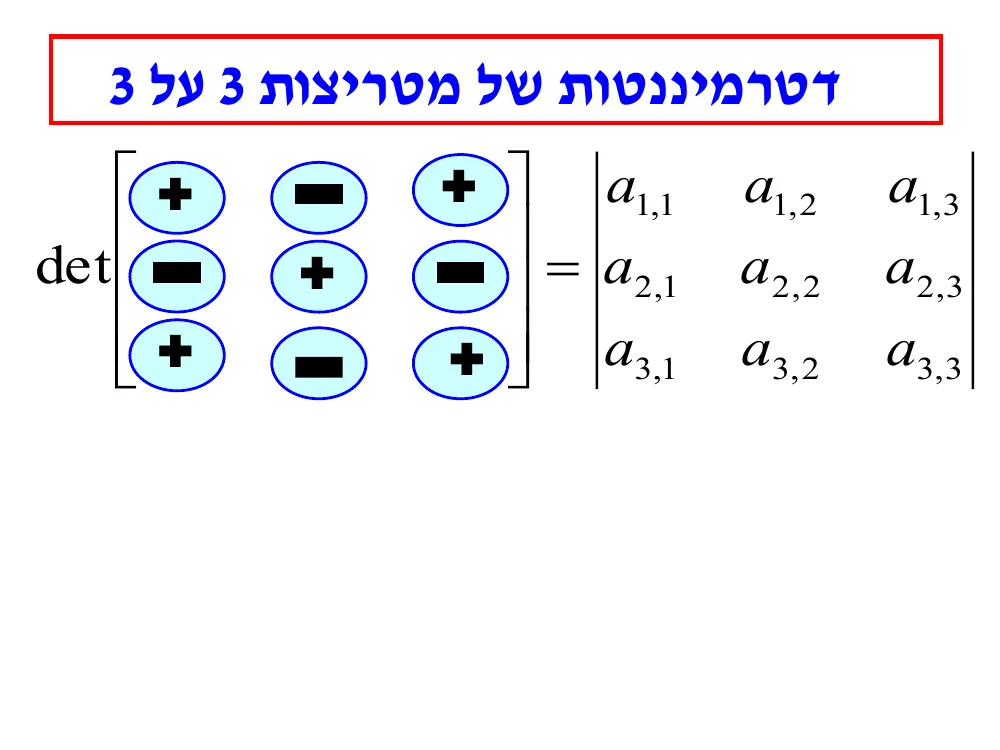 דטרמיננטות של מטריצות 3 על 3
det [ + − + ] = | a1,1 a1,2 a1,3 |
[ − + − ] | a2,1 a2,2 a2,3 |
[ + − + ] | a3,1 a3,2 a3,3 |